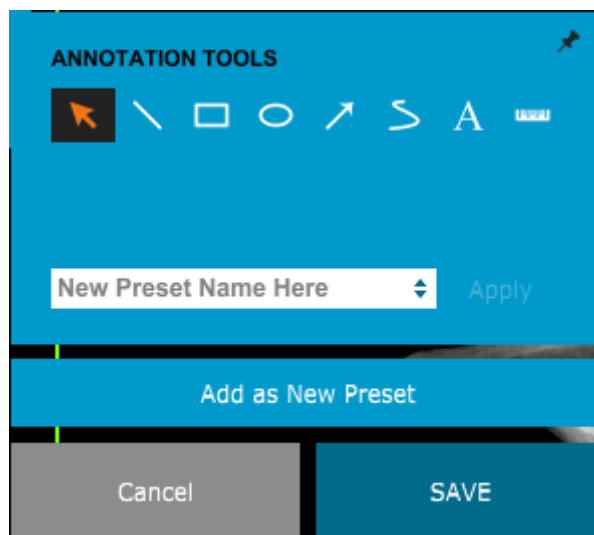 ANNOTATION TOOLS
A
New Preset Name Here
Apply
Add as New Preset
Cancel
SAVE